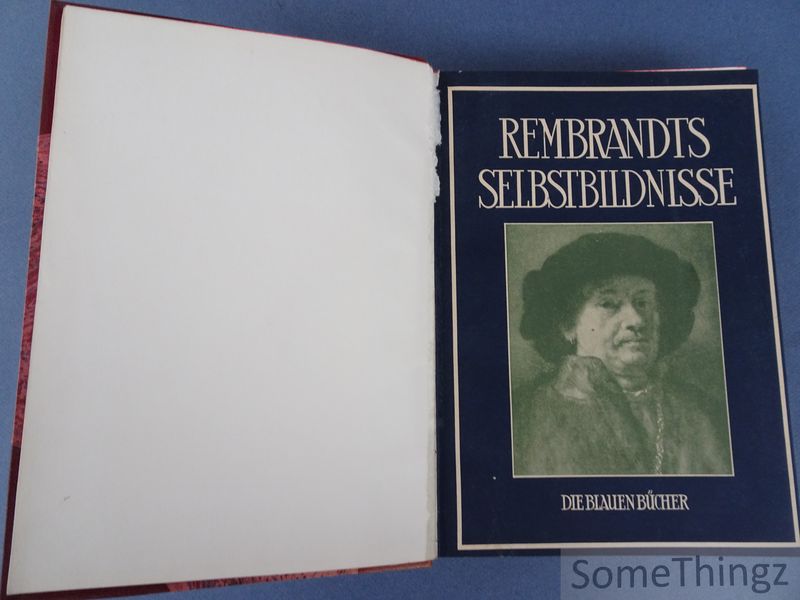 REMBRANDTS
SELBSTBILDNISSE
DIE BLAUEN BÜCHER
SomeThingz